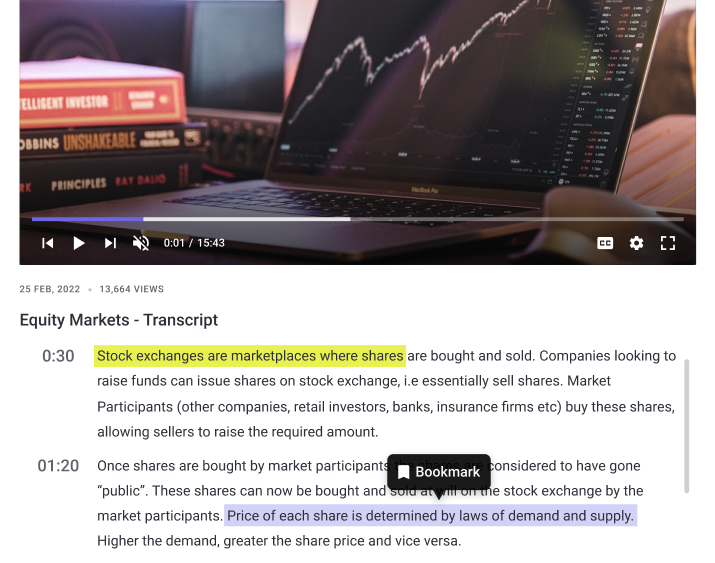 TELLIGENT INVESTOR
OBBINS UNSHAKEABLE
PRINCIPLES RAY DALIO
MacBook Pro
0:01 / 15:43
CC
25 FEB, 2022 • 13,664 VIEWS
Equity Markets - Transcript
0:30
Stock exchanges are marketplaces where shares are bought and sold. Companies looking to
raise funds can issue shares on stock exchange, i.e essentially sell shares. Market
Participants (other companies, retail investors, banks, insurance firms etc) buy these shares,
allowing sellers to raise the required amount.
01:20
Once shares are bought by market participants considered to have gone
Bookmark
“public”. These shares can now be bought and sold at will on the stock exchange by the
market participants. Price of each share is determined by laws of demand and supply.
Higher the demand, greater the share price and vice versa.